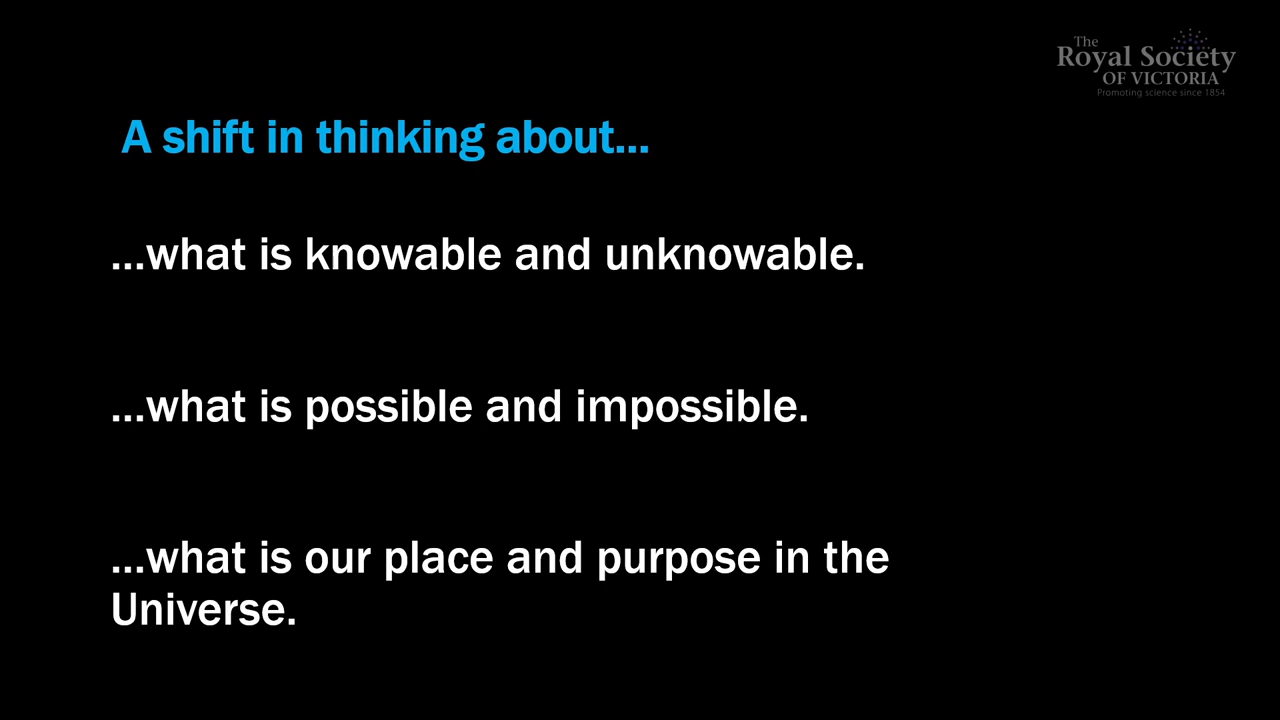 The
Royal Society
OF VICTORIA
Promoting science since 1854
A shift in thinking about...
...what is knowable and unknowable.
...what is possible and impossible.
...what is our place and purpose in the
Universe.